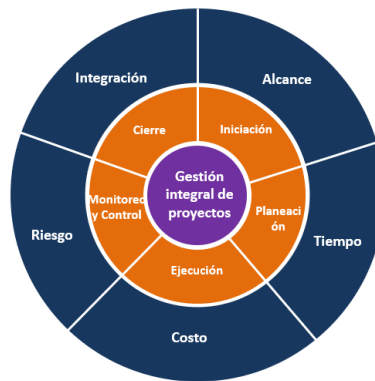 Integración
Alcance
Cierre
Iniciación
Gestión
integral de
proyectos
Monitoreo
y Control
Planeaci
ón
Riesgo
Tiempo
Ejecución
Costo